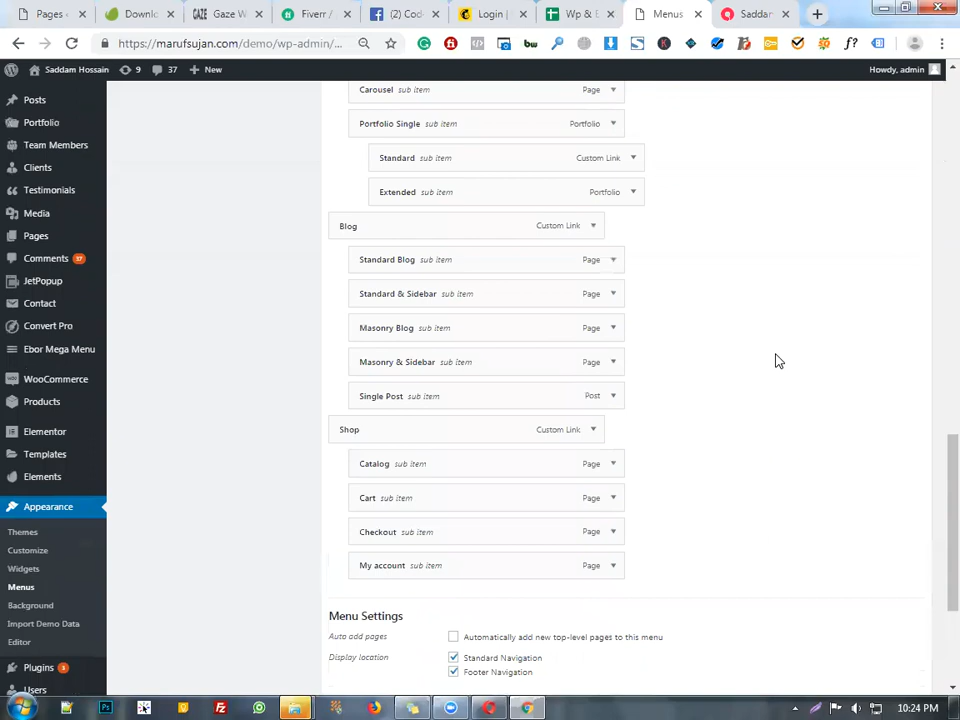 Pages ‹
Downlo
GAZE Gaze W
Fiverr /
(2) Co
Login |
Wp & E
Menus
Saddar
https://marufsujan.com/demo/wp-admin/...
Saddam Hossain 9 37 New Howdy, admin
Posts
Portfolio
Team Members
Clients
Testimonials
Media
Pages
Comments 37
JetPopup
Contact
Convert Pro
Ebor Mega Menu
WooCommerce
Products
Elementor
Templates
Elements
Appearance
Themes
Customize
Widgets
Menus
Background
Import Demo Data
Editor
Plugins 3
Users
Carousel sub item Page
Portfolio Single sub item Portfolio
Standard sub item Custom Link
Extended sub item Portfolio
Blog Custom Link
Standard Blog sub item Page
Standard & Sidebar sub item Page
Masonry Blog sub item Page
Masonry & Sidebar sub item Page
Single Post sub item Post
Shop Custom Link
Catalog sub item Page
Cart sub item Page
Checkout sub item Page
My account sub item Page
Menu Settings
Auto add pages Automatically add new top-level pages to this menu
Display location Standard Navigation
Footer Navigation
10:24 PM